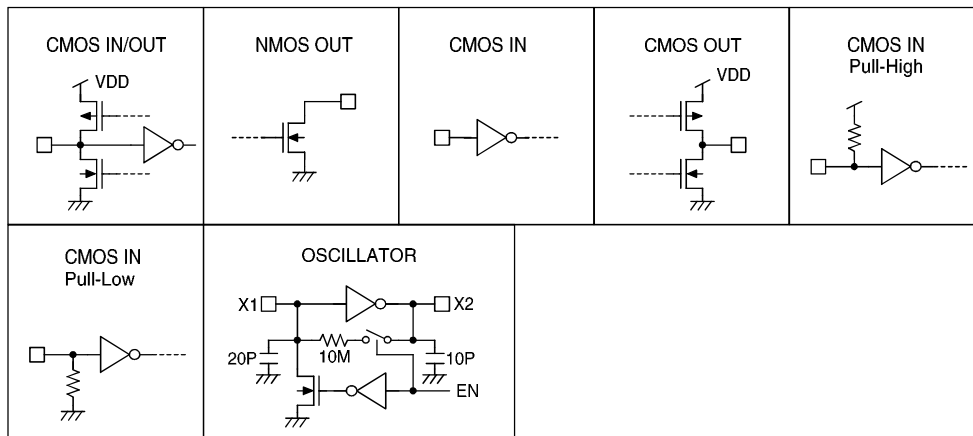 CMOS IN/OUT
VDD
NMOS OUT
CMOS IN
CMOS OUT
VDD
CMOS IN
Pull-High
CMOS IN
Pull-Low
OSCILLATOR
X1
X2
20P
10M
10P
EN